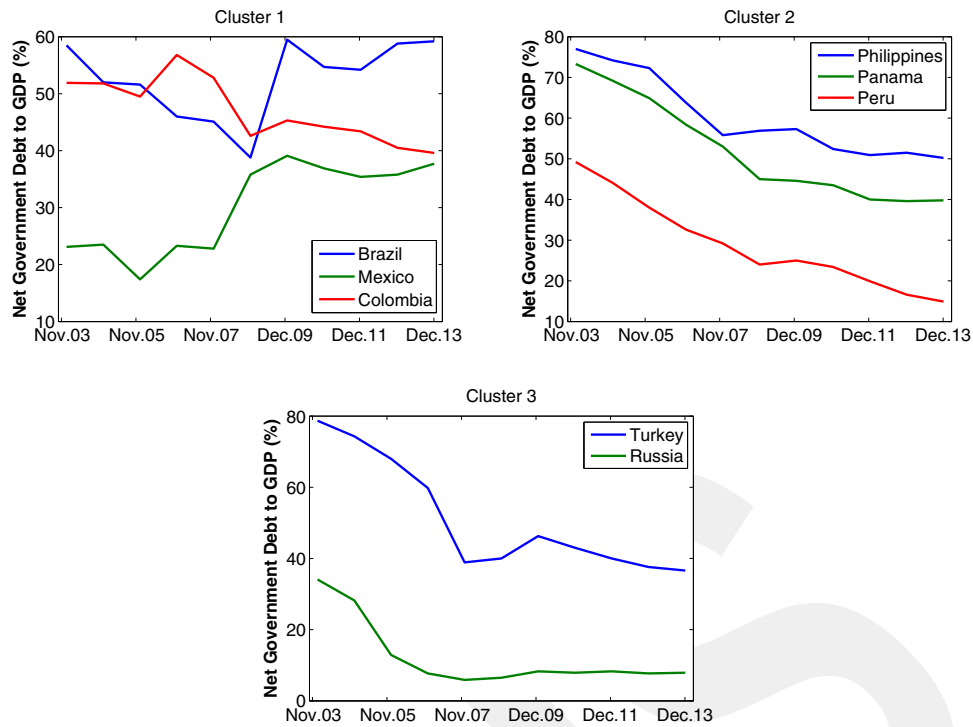 Cluster 1
Net Government Debt to GDP (%)
60
50
40
30
20
10
Brazil
Mexico
Colombia
Nov.03 Nov.05 Nov.07 Dec.09 Dec.11 Dec.13
Cluster 2
Net Government Debt to GDP (%)
80
70
60
50
40
30
20
10
Philippines
Panama
Peru
Nov.03 Nov.05 Nov.07 Dec.09 Dec.11 Dec.13
Cluster 3
Net Government Debt to GDP (%)
80
60
40
20
0
Turkey
Russia
Nov.03 Nov.05 Nov.07 Dec.09 Dec.11 Dec.13